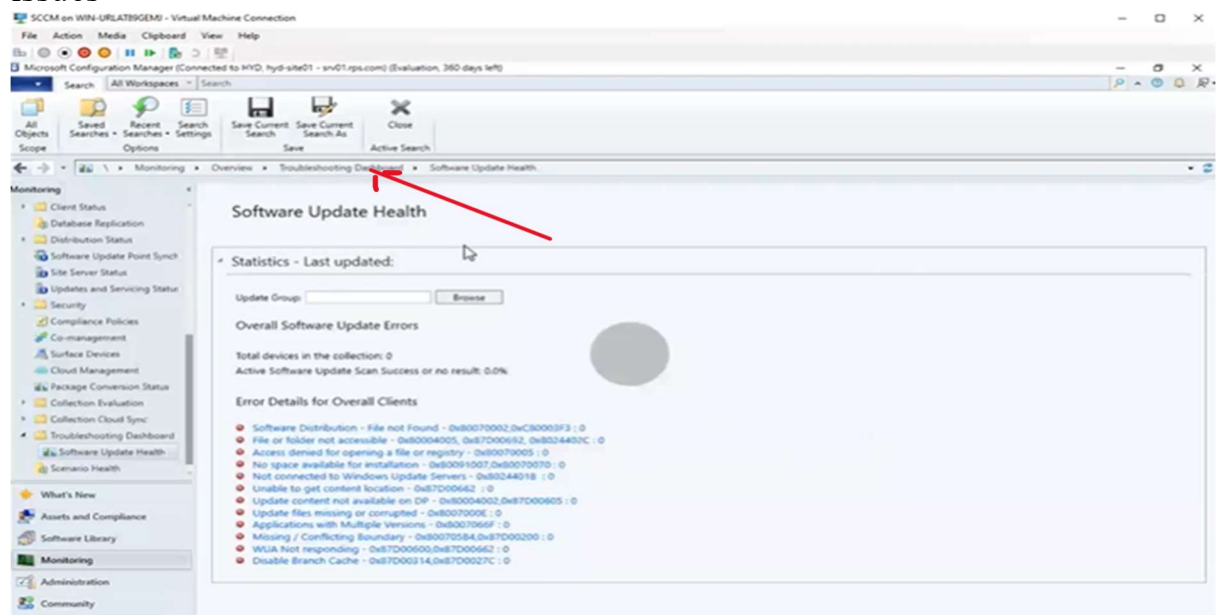 SCCM on WIN-URLAT89GEMJ - Virtual Machine Connection
File Action Media Clipboard View Help
Microsoft Configuration Manager (Connected to HYD, hyd-site01 - srv01.rps.com) (Evaluation, 360 days left)
Search All Workspaces Search
All Objects Saved Searches Recent Searches Search Settings Save Current Search Save Current Search As Close
Scope Options Save Active Search
\ Monitoring Overview Troubleshooting Dashboard Software Update Health
Monitoring
Client Status
Database Replication
Distribution Status
Software Update Point Synch
Site Server Status
Updates and Servicing Status
Security
Compliance Policies
Co-management
Surface Devices
Cloud Management
Package Conversion Status
Collection Evaluation
Collection Cloud Sync
Troubleshooting Dashboard
Software Update Health
Scenario Health
What's New
Assets and Compliance
Software Library
Monitoring
Administration
Community
Software Update Health
Statistics - Last updated:
Update Group: Browse
Overall Software Update Errors
Total devices in the collection: 0
Active Software Update Scan Success or no result: 0.0%
Error Details for Overall Clients
Software Distribution - File not Found - 0x80070002,0xC80003F3 : 0
File or folder not accessible - 0x80004005, 0x87D00692, 0x8024402C : 0
Access denied for opening a file or registry - 0x80070005 : 0
No space available for installation - 0x80091007,0x80070070 : 0
Not connected to Windows Update Servers - 0x80244018 : 0
Unable to get content location - 0x87D00662 : 0
Update content not available on DP - 0x80004002,0x87D00605 : 0
Update files missing or corrupted - 0x8007000E : 0
Applications with Multiple Versions - 0x8007066F : 0
Missing / Conflicting Boundary - 0x80070584,0x87D00200 : 0
WUA Not responding - 0x87D00600,0x87D00662 : 0
Disable Branch Cache - 0x87D00314,0x87D0027C : 0